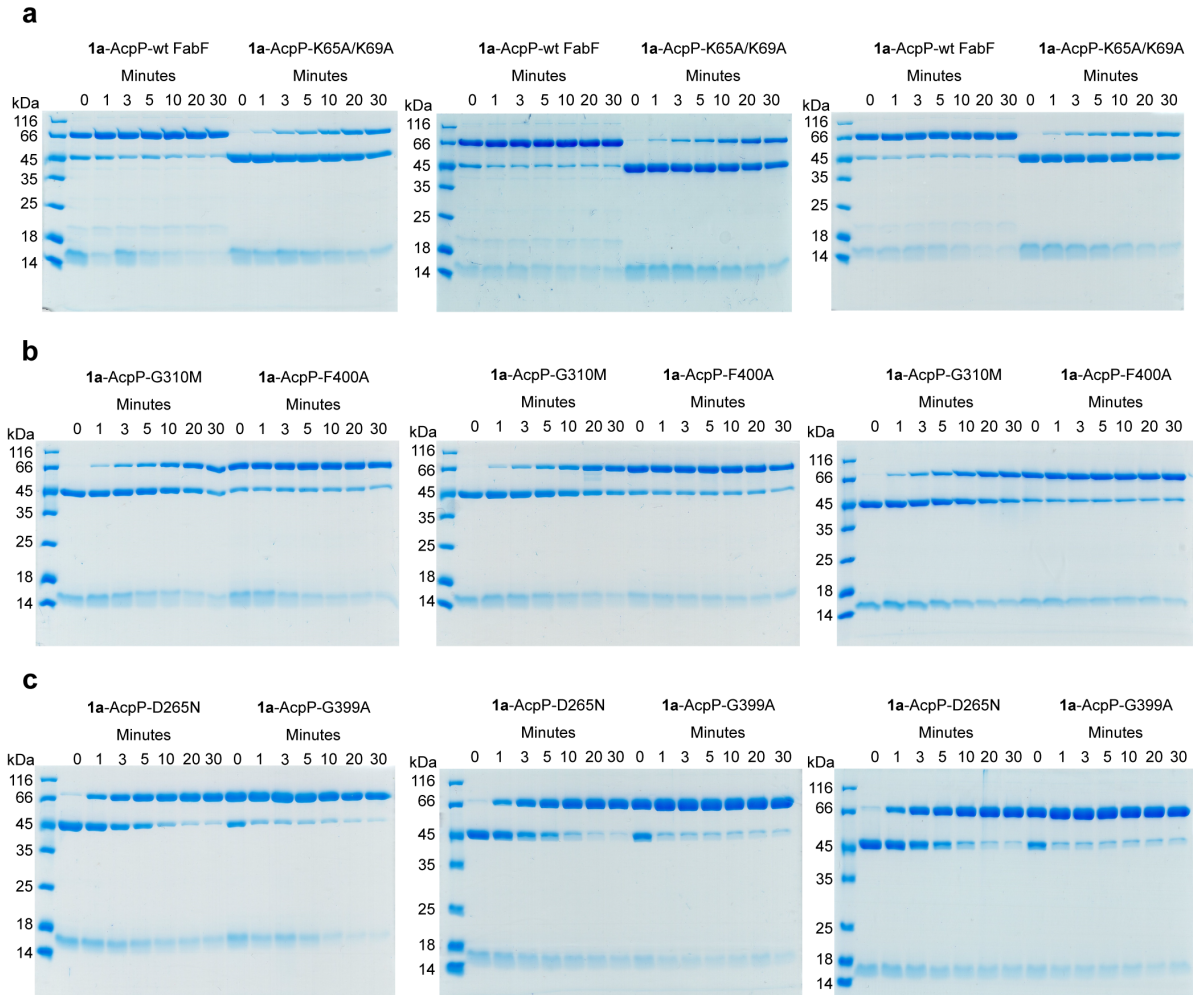 a
1a-AcpP-wt FabF 1a-AcpP-K65A/K69A
Minutes
kDa 0 1 3 5 10 20 30 0 1 3 5 10 20 30
116
66
45
35
25
18
14
1a-AcpP-wt FabF 1a-AcpP-K65A/K69A
Minutes Minutes
kDa 0 1 3 5 10 20 30 0 1 3 5 10 20 30
116
66
45
35
25
18
14
1a-AcpP-wt FabF 1a-AcpP-K65A/K69A
Minutes Minutes
kDa 0 1 3 5 10 20 30 0 1 3 5 10 20 30
116
66
45
35
25
18
14
b
1a-AcpP-G310M 1a-AcpP-F400A
Minutes Minutes
kDa 0 1 3 5 10 20 30 0 1 3 5 10 20 30
116
66
45
35
25
18
14
1a-AcpP-G310M 1a-AcpP-F400A
Minutes Minutes
kDa 0 1 3 5 10 20 30 0 1 3 5 10 20 30
116
66
45
35
25
18
14
1a-AcpP-G310M 1a-AcpP-F400A
Minutes Minutes
kDa 0 1 3 5 10 20 30 0 1 3 5 10 20 30
116
66
45
35
25
18
14
c
1a-AcpP-D265N 1a-AcpP-G399A
Minutes Minutes
kDa 0 1 3 5 10 20 30 0 1 3 5 10 20 30
116
66
45
35
25
18
14
1a-AcpP-D265N 1a-AcpP-G399A
Minutes Minutes
kDa 0 1 3 5 10 20 30 0 1 3 5 10 20 30
116
66
45
35
25
18
14
1a-AcpP-D265N 1a-AcpP-G399A
Minutes Minutes
kDa 0 1 3 5 10 20 30 0 1 3 5 10 20 30
116
66
45
35
25
18
14